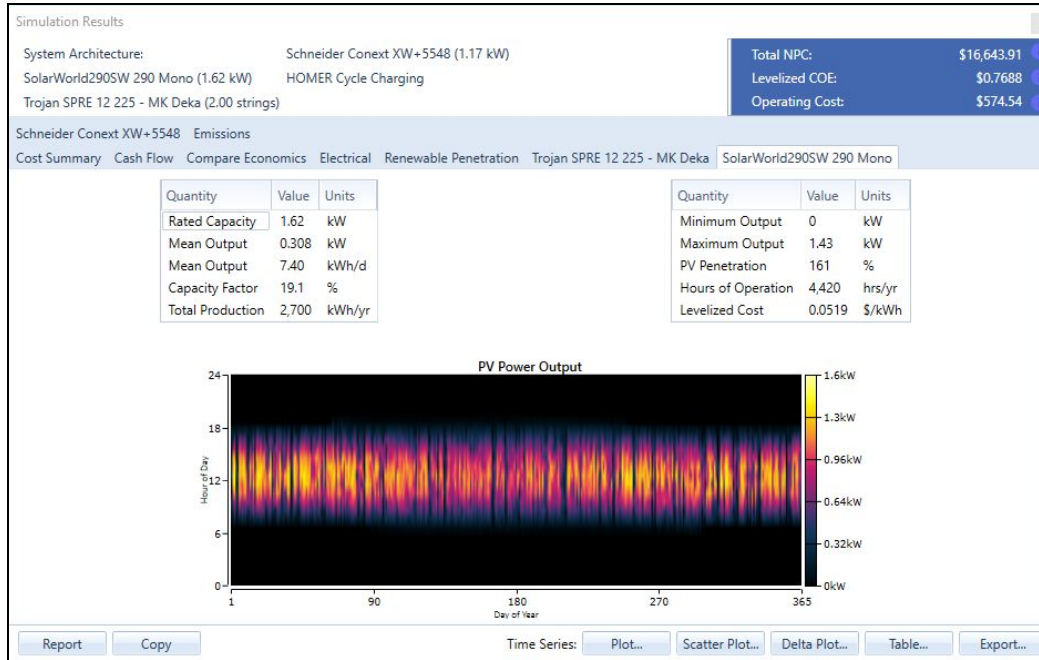 Simulation Results
System Architecture:
SolarWorld290SW 290 Mono (1.62 kW)
Trojan SPRE 12 225 - MK Deka (2.00 strings)
Schneider Conext XW+5548 (1.17 kW)
HOMER Cycle Charging
Total NPC: $16,643.91
Levelized COE: $0.7688
Operating Cost: $574.54
Schneider Conext XW+5548 Emissions
Cost Summary Cash Flow Compare Economics Electrical Renewable Penetration Trojan SPRE 12 225 - MK Deka SolarWorld290SW 290 Mono
Quantity Value Units
Rated Capacity 1.62 kW
Mean Output 0.308 kW
Mean Output 7.40 kWh/d
Capacity Factor 19.1 %
Total Production 2,700 kWh/yr
Quantity Value Units
Minimum Output 0 kW
Maximum Output 1.43 kW
PV Penetration 161 %
Hours of Operation 4,420 hrs/yr
Levelized Cost 0.0519 $/kWh
PV Power Output
24
18
12
6
0
Hour of Day
1 90 180 270 365
Day of Year
1.6kW
1.3kW
0.96kW
0.64kW
0.32kW
0kW
Report Copy Time Series: Plot... Scatter Plot... Delta Plot... Table... Export...